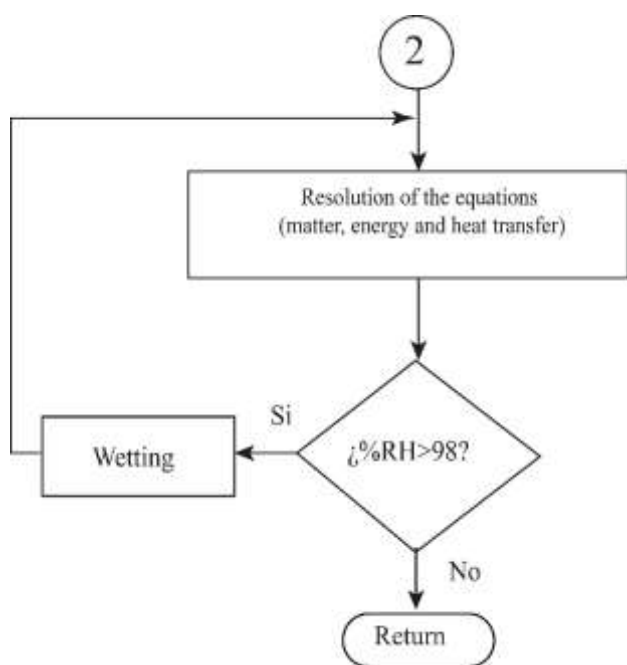 2
Resolution of the equations
(matter, energy and heat transfer)
Si
Wetting
¿%RH>98?
No
Return